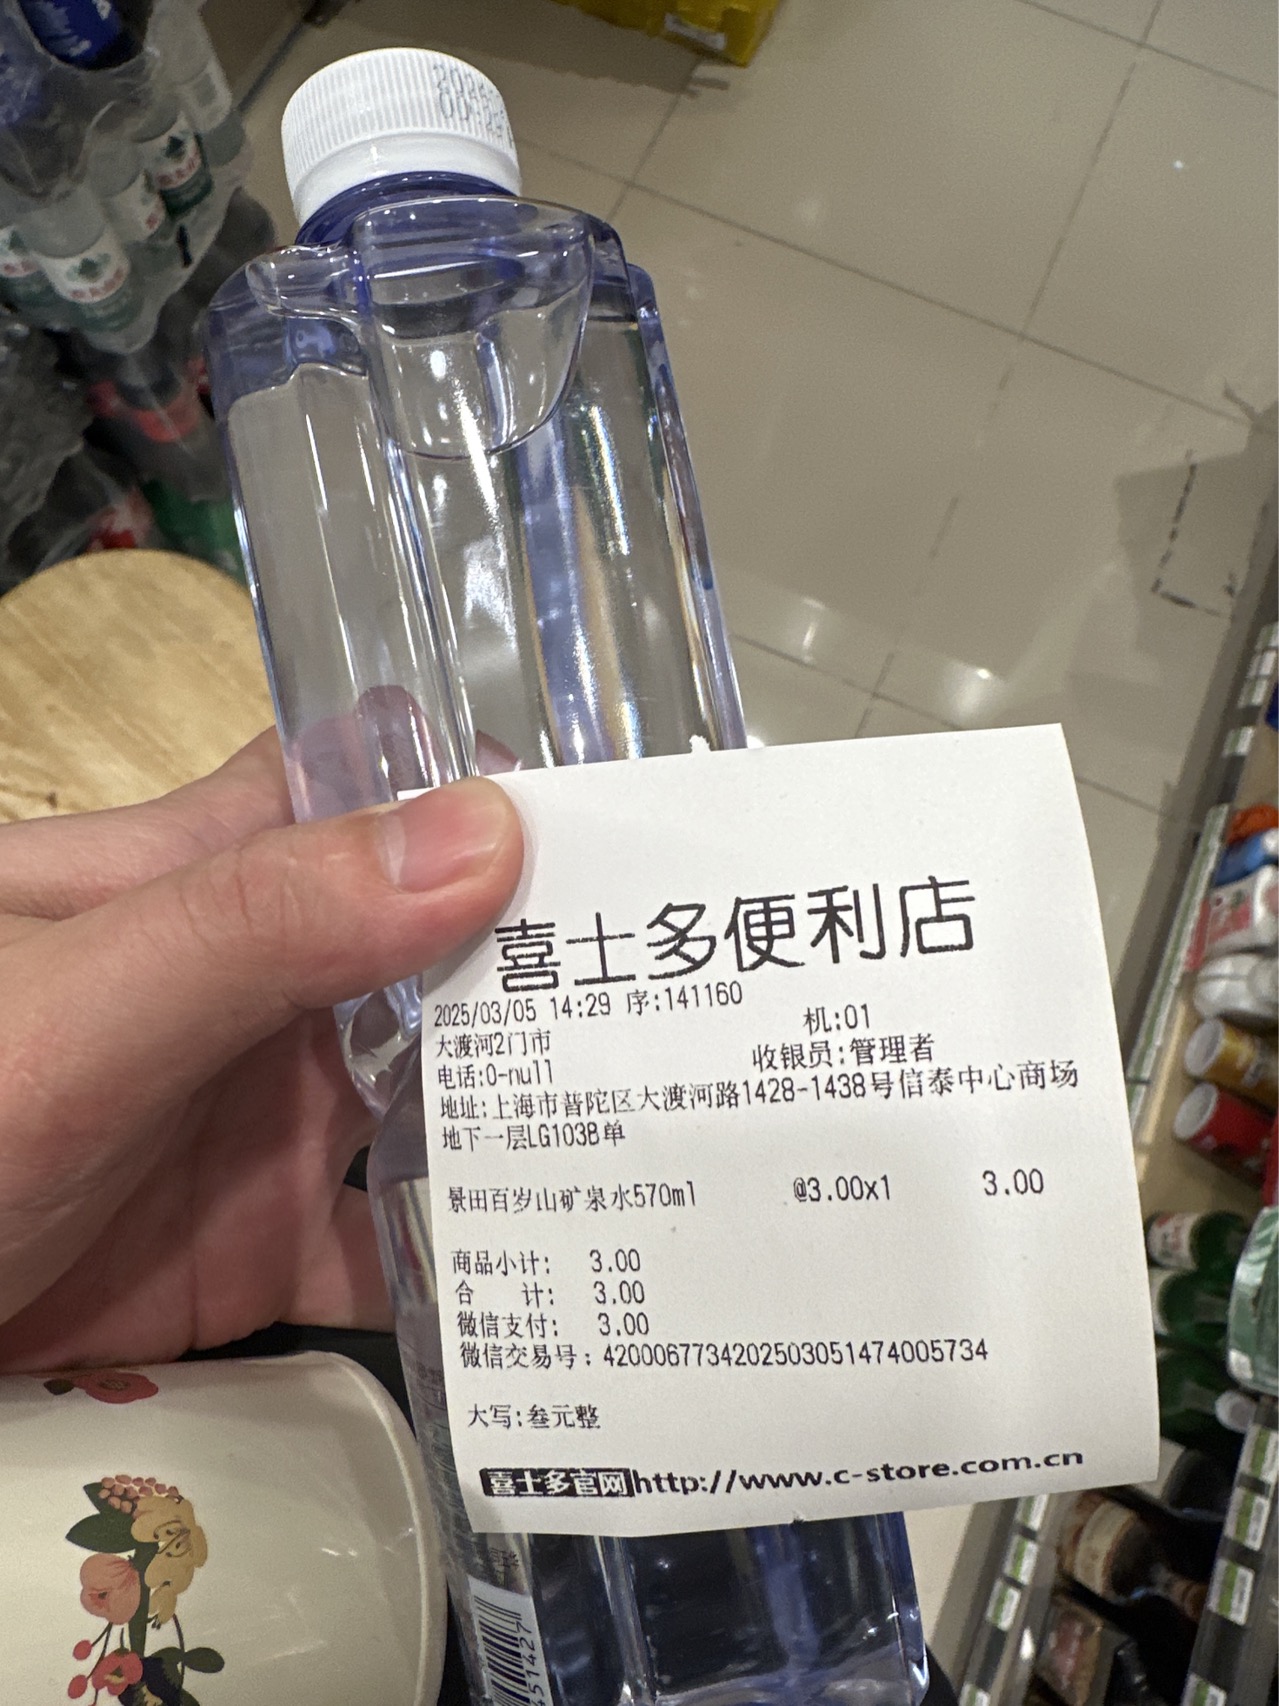 喜士多便利店
2025/03/05 14:29 序:141160 机:01
大渡河2门市 收银员:管理者
电话:0-null
地址:上海市普陀区大渡河路1428-1438号信泰中心商场
地下一层LG103B单
景田百岁山矿泉水570ml @3.00x1 3.00
商品小计: 3.00
合 计: 3.00
微信支付: 3.00
微信交易号: 4200067734202503051474005734
大写:叁元整
喜士多官网http://www.c-store.com.cn
451427